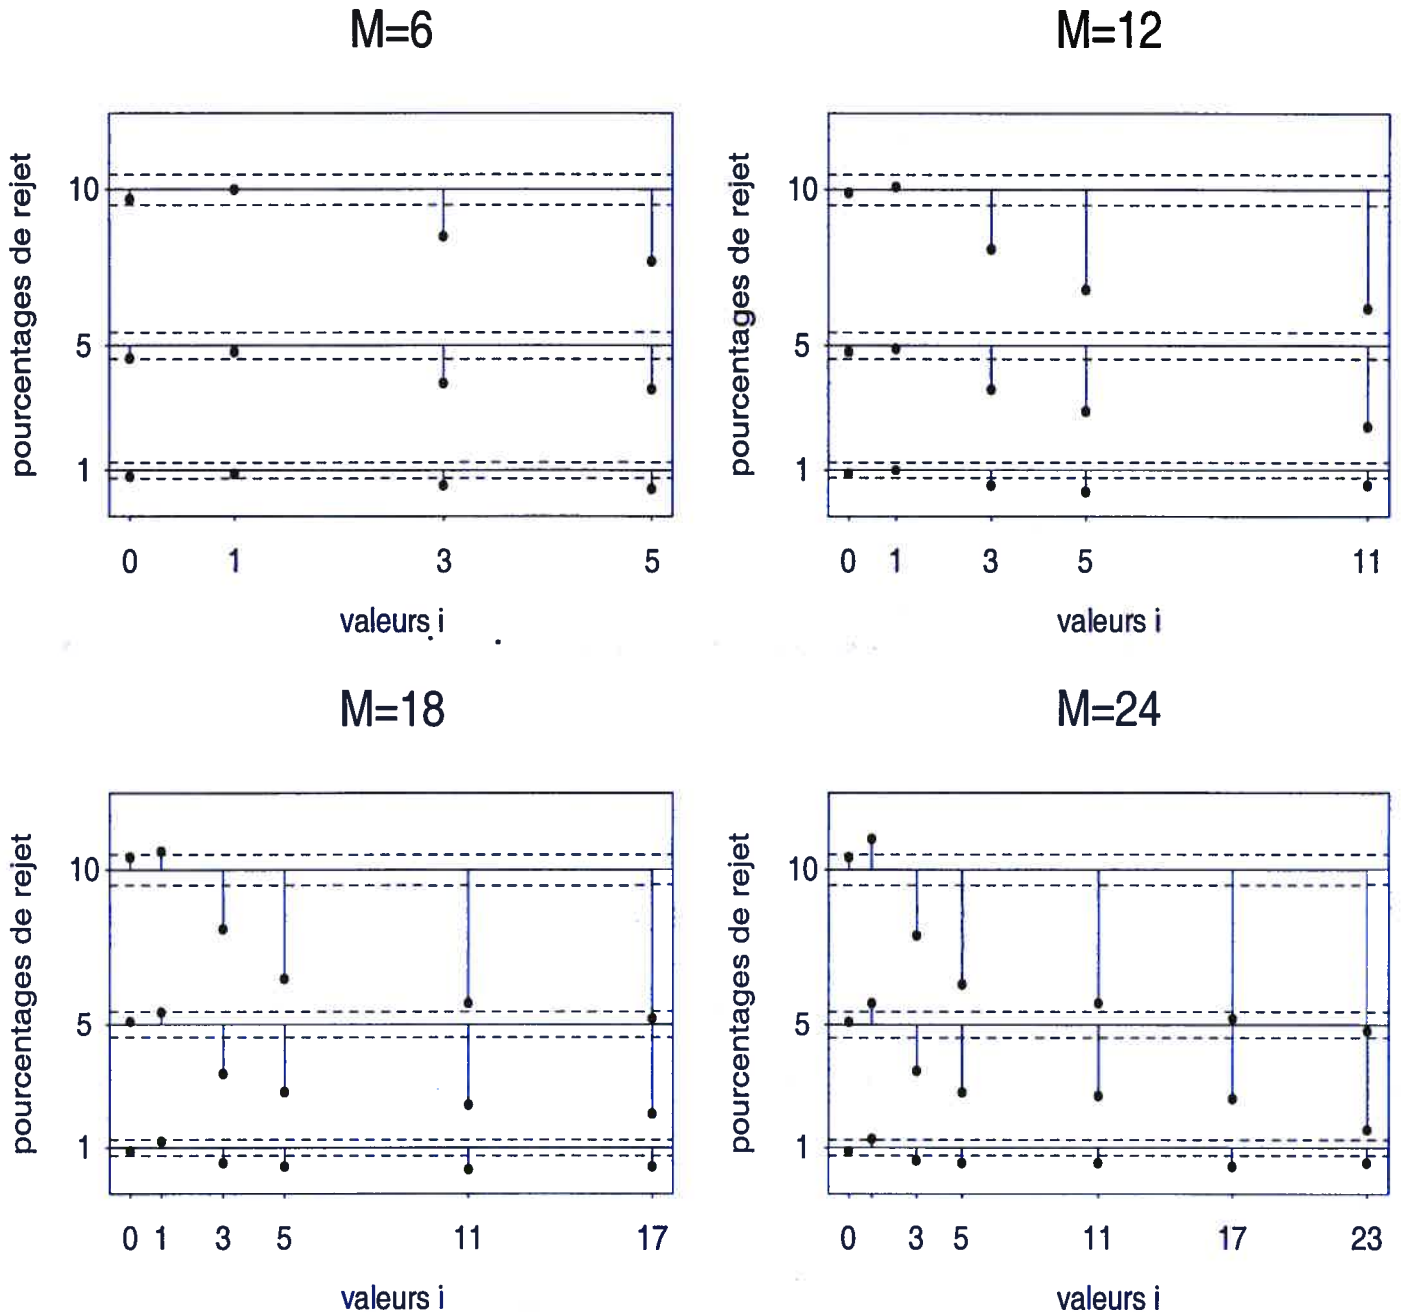 M=6
pourcentages de rejet
10
5
1
0 1 3 5
valeurs i
M=12
pourcentages de rejet
10
5
1
0 1 3 5 11
valeurs i
M=18
pourcentages de rejet
10
5
1
0 1 3 5 11 17
valeurs i
M=24
pourcentages de rejet
10
5
1
0 3 5 11 17 23
valeurs i